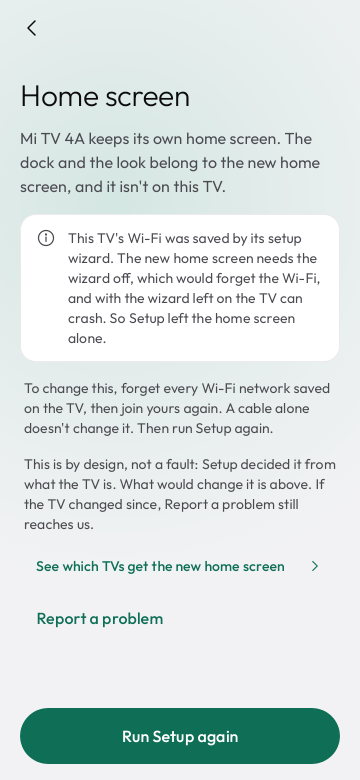 Home screen
Mi TV 4A keeps its own home screen. The
dock and the look belong to the new home
screen, and it isn't on this TV.
This TV's Wi-Fi was saved by its setup
wizard. The new home screen needs the
wizard off, which would forget the Wi-Fi,
and with the wizard left on the TV can
crash. So Setup left the home screen
alone.
To change this, forget every Wi-Fi network saved
on the TV, then join yours again. A cable alone
doesn't change it. Then run Setup again.
This is by design, not a fault: Setup decided it from
what the TV is. What would change it is above. If
the TV changed since, Report a problem still
reaches us.
See which TVs get the new home screen
Report a problem
Run Setup again